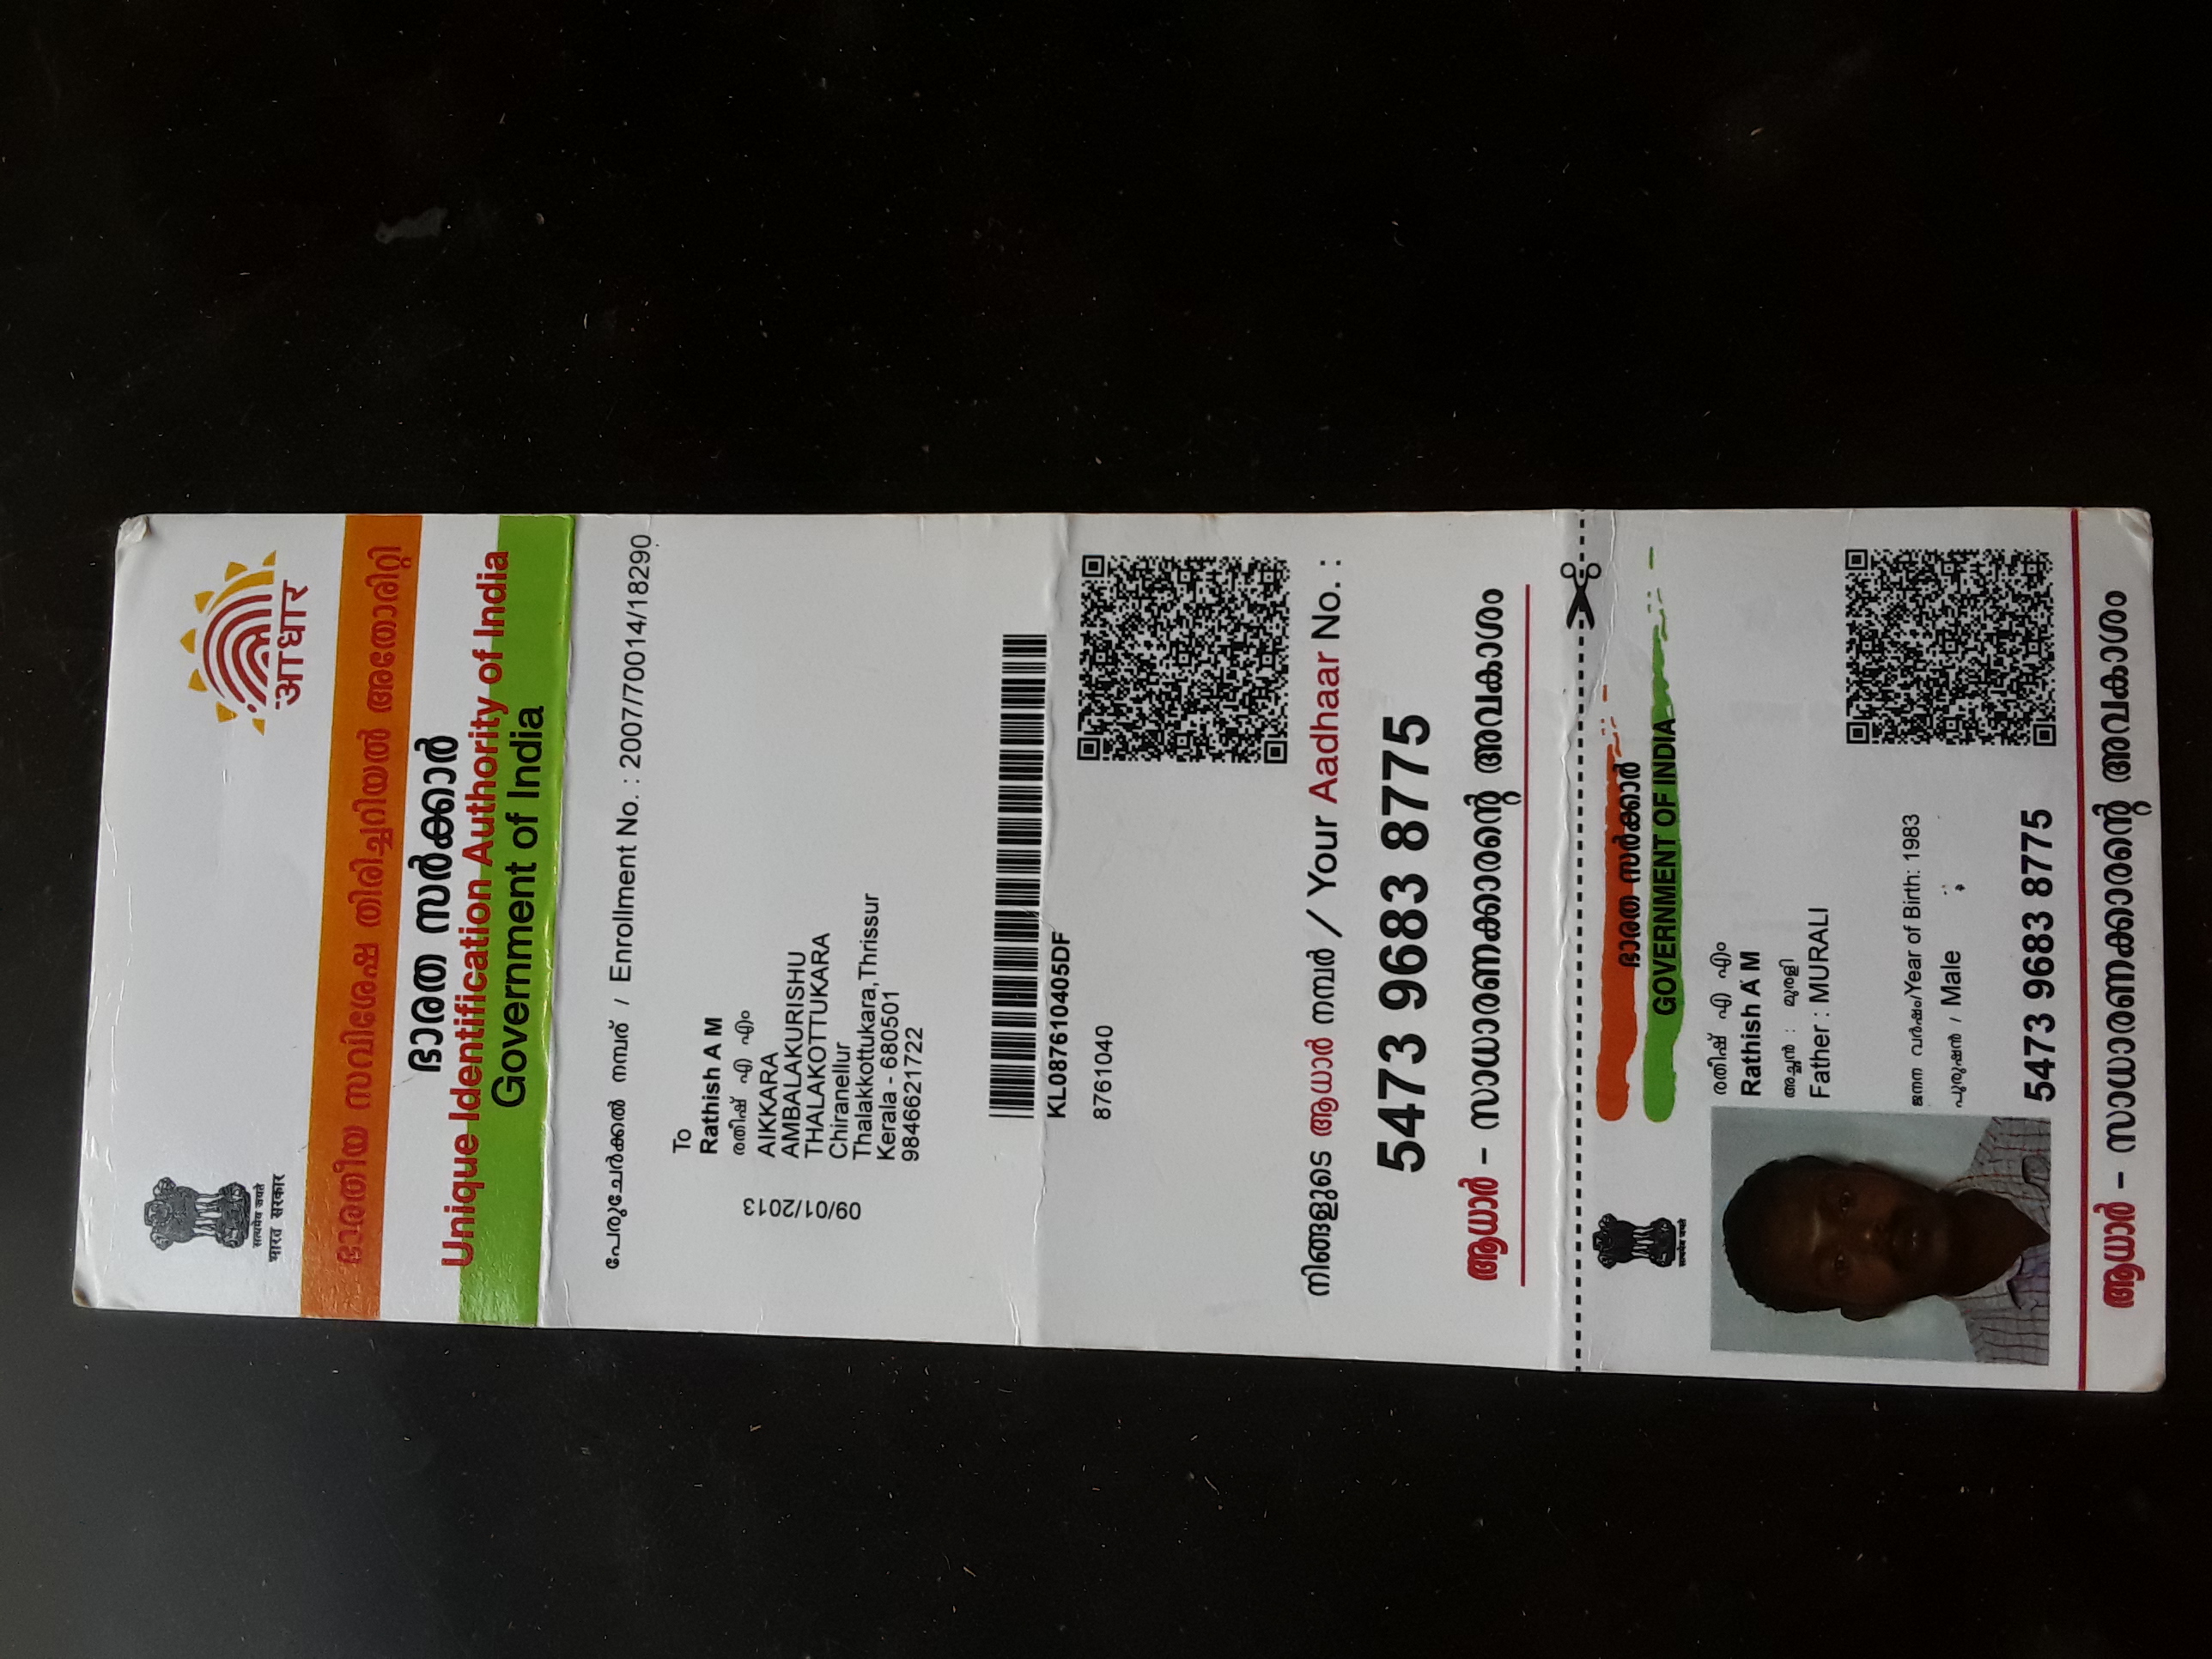 सत्यमेव जयते
भारत सरकार
आधार
ഭാരതീയ സവിശേഷ തിരിച്ചറിയൽ അതോരിറ്റി
ഭാരത സർക്കാർ
Unique Identification Authority of India
Government of India
പേരുചേർക്കൽ നമ്പര് / Enrollment No. : 2007/70014/18290
09/01/2013
To
Rathish A M
രതീഷ് എ എം
AIKKARA
AMBALAKURISHU
THALAKOTTUKARA
Chiranellur
Thalakkottukara,Thrissur
Kerala - 680501
9846621722
KL087610405DF
8761040
നിങ്ങളുടെ ആധാർ നമ്പർ / Your Aadhaar No. :
5473 9683 8775
ആധാർ – സാധാരണക്കാരന്റെ അവകാശം
सत्यमेव जयते
ഭാരത സർക്കാർ
GOVERNMENT OF INDIA
രതീഷ് എ എം
Rathish A M
അച്ഛൻ : മുരളി
Father : MURALI
ജനന വർഷം/Year of Birth: 1983
പുരുഷൻ / Male
5473 9683 8775
ആധാർ – സാധാരണക്കാരന്റെ അവകാശം